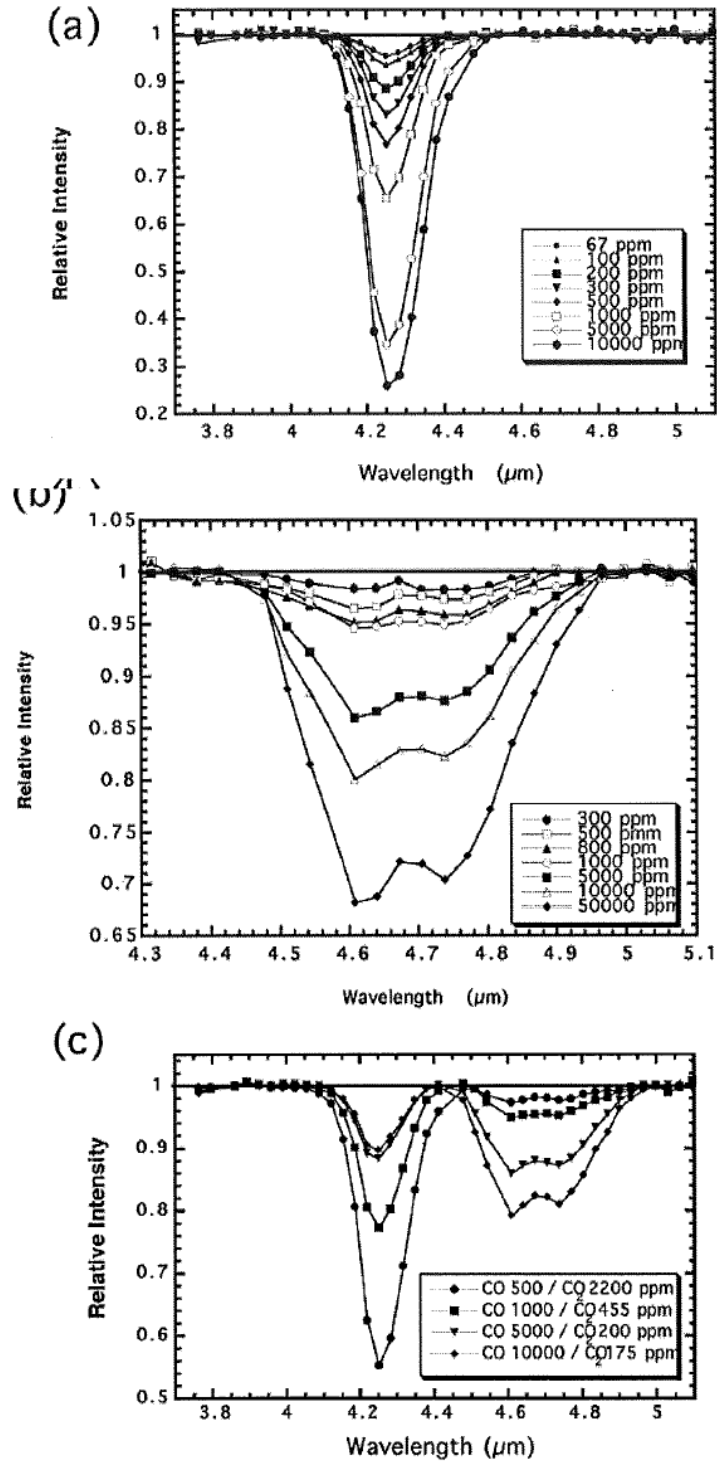 (a)
1
0.9
0.8
0.7
0.6
0.5
0.4
0.3
0.2
Relative Intensity
67 ppm
100 ppm
200 ppm
300 ppm
500 ppm
1000 ppm
5000 ppm
10000 ppm
3.8 4 4.2 4.4 4.6 4.8 5
Wavelength (μm)
(b)
1.05
1
0.95
0.9
0.85
0.8
0.75
0.7
0.65
Relative Intensity
300 ppm
500 pmm
800 ppm
1000 ppm
5000 ppm
10000 ppm
50000 ppm
4.3 4.4 4.5 4.6 4.7 4.8 4.9 5 5.1
Wavelength (μm)
(c)
1
0.9
0.8
0.7
0.6
0.5
Relative Intensity
CO 500 / CO2 2200 ppm
CO 1000 / CO2 455 ppm
CO 5000 / CO2 200 ppm
CO 10000 / CO2 175 ppm
3.8 4 4.2 4.4 4.6 4.8 5
Wavelength (μm)